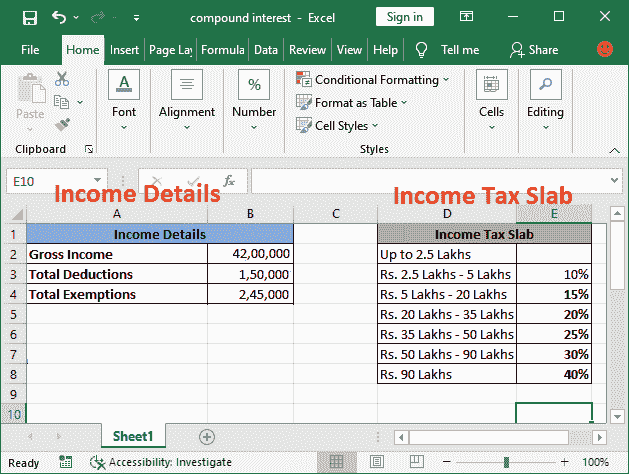 compound interest - Excel
Sign in
File Home Insert Page Lay Formula Data Review View Help Tell me Share
Paste
Font
Alignment
%
Number
Conditional Formatting
Format as Table
Cell Styles
Cells
Editing
Clipboard
Styles
E10
fx
Income Details
Income Tax Slab
A B C D E
1 Income Details Income Tax Slab
2 Gross Income 42,00,000 Up to 2.5 Lakhs
3 Total Deductions 1,50,000 Rs. 2.5 Lakhs - 5 Lakhs 10%
4 Total Exemptions 2,45,000 Rs. 5 Lakhs - 20 Lakhs 15%
5 Rs. 20 Lakhs - 35 Lakhs 20%
6 Rs. 35 Lakhs - 50 Lakhs 25%
7 Rs. 50 Lakhs - 90 Lakhs 30%
8 Rs. 90 Lakhs 40%
9
10
Sheet1
Ready Accessibility: Investigate 100%